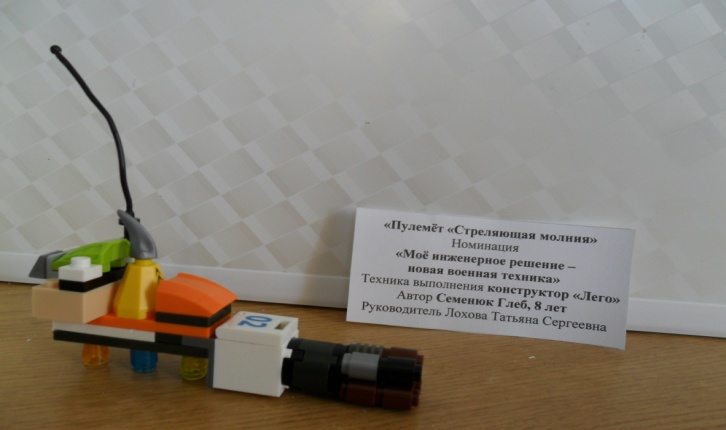 «Пулемёт «Стреляющая молния»
Номинация
«Моё инженерное решение –
новая военная техника»
Техника выполнения конструктор «Лего»
Автор Семенюк Глеб, 8 лет
Руководитель Лохова Татьяна Сергеевна
02